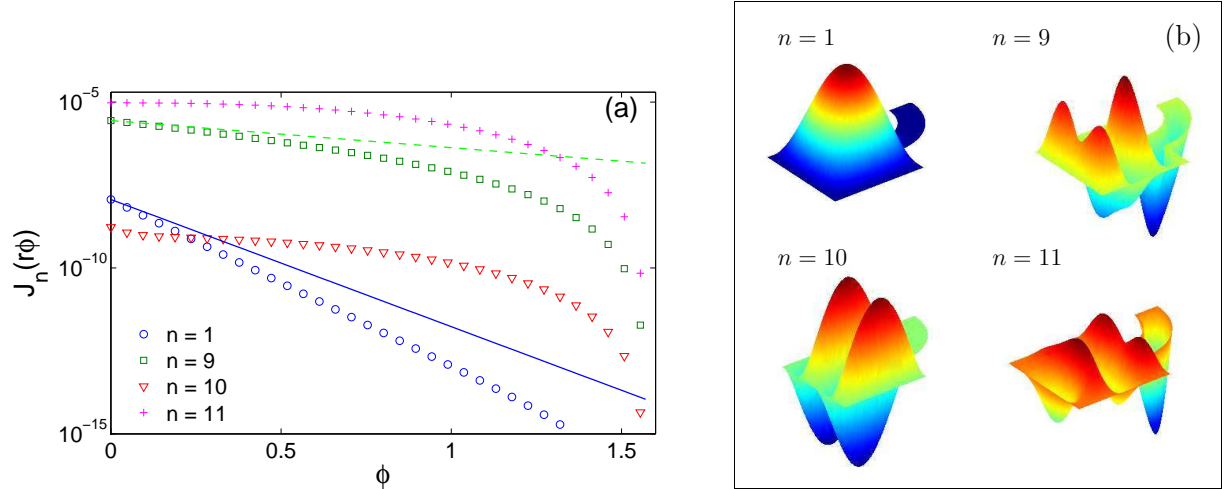 (a)
10^-5
10^-10
10^-15
J_n(rϕ)
n = 1
n = 9
n = 10
n = 11
0 0.5 1 1.5
ϕ
n = 1 n = 9 (b)
n = 10 n = 11